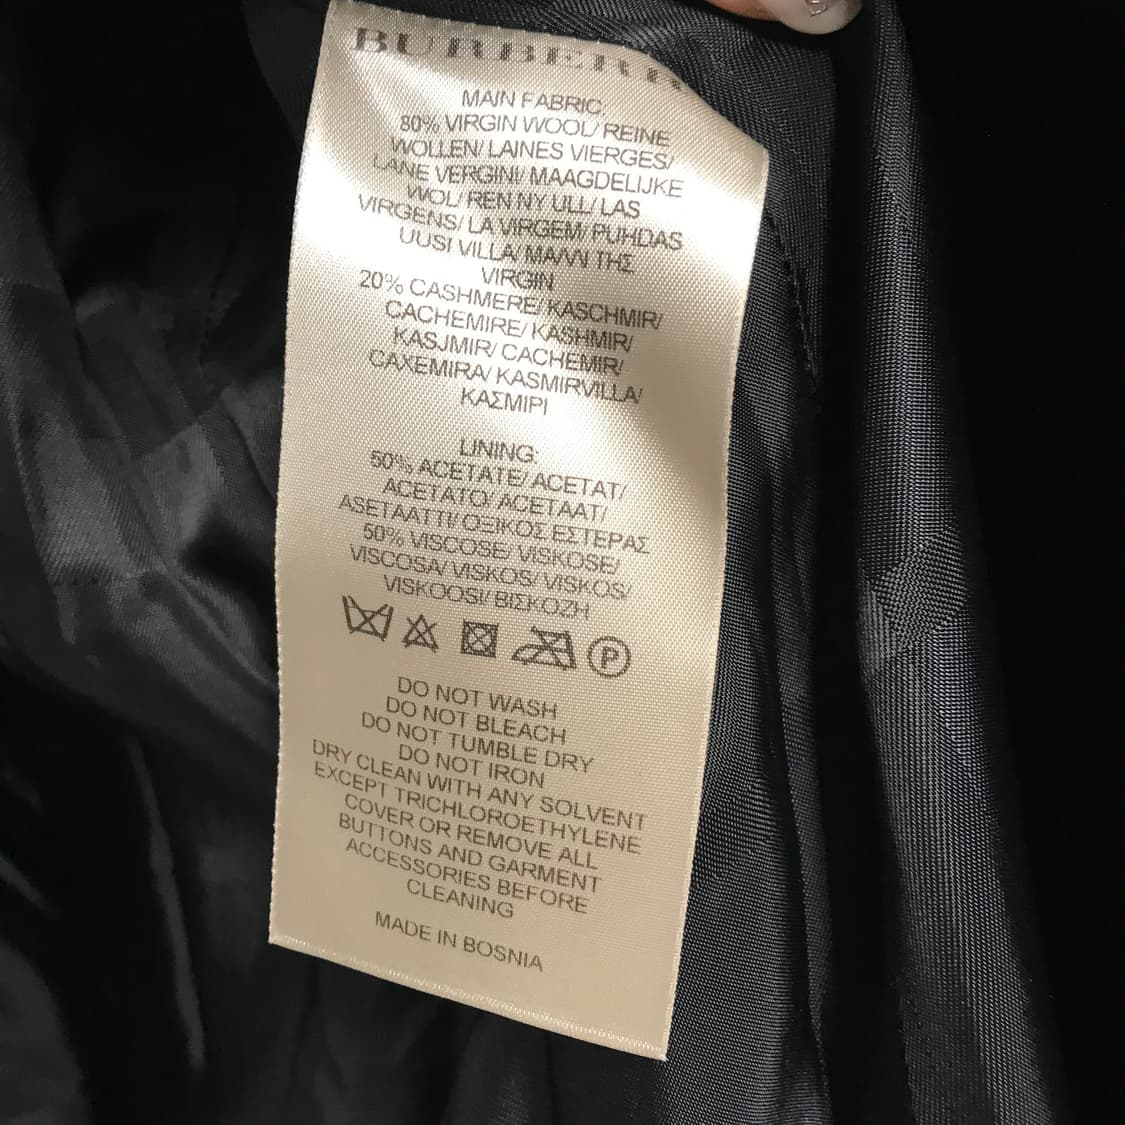 BURBERRY
MAIN FABRIC
80% VIRGIN WOOL/ REINE
WOLLEN/ LAINES VIERGES/
LANE VERGINI/ MAAGDELIJKE
WOL/ REN NY ULL/ LAS
VIRGENS/ LA VIRGEM/ PUHDAS
UUSI VILLA/ ΜΑΛΛΙ ΤΗΣ
VIRGIN
20% CASHMERE/ KASCHMIR/
CACHEMIRE/ KASHMIR/
KASJMIR/ CACHEMIR/
CAXEMIRA/ KASMIRVILLA/
ΚΑΣΜΙΡΙ
LINING:
50% ACETATE/ ACETAT/
ACETATO/ ACETAAT/
ASETAATTI/ ΟΞΙΚΟΣ ΕΣΤΕΡΑΣ
50% VISCOSE/ VISKOSE/
VISCOSA/ VISKOS/ VISKOS/
VISKOOSI/ ΒΙΣΚΟΖΗ
P
DO NOT WASH
DO NOT BLEACH
DO NOT TUMBLE DRY
DO NOT IRON
DRY CLEAN WITH ANY SOLVENT
EXCEPT TRICHLOROETHYLENE
COVER OR REMOVE ALL
BUTTONS AND GARMENT
ACCESSORIES BEFORE
CLEANING
MADE IN BOSNIA